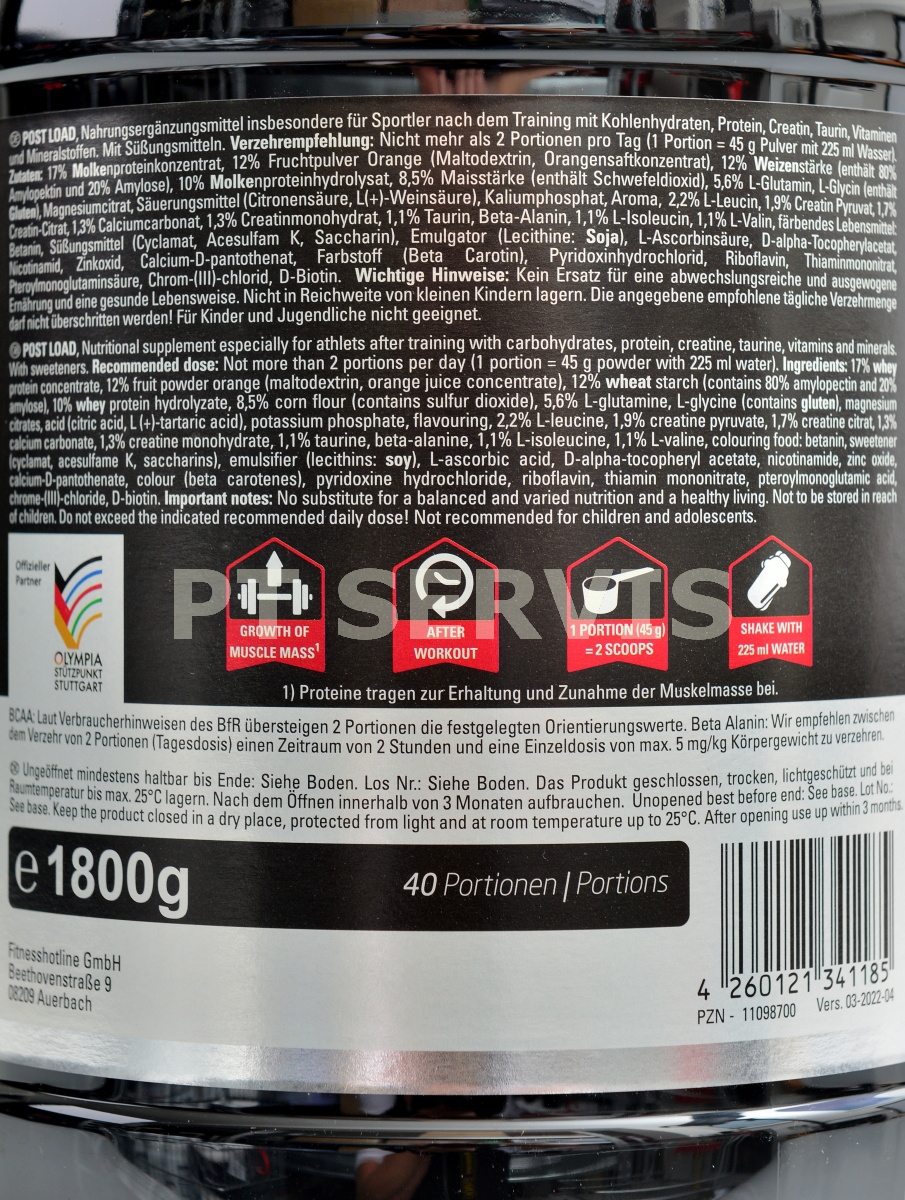 POST LOAD, Nahrungsergänzungsmittel insbesondere für Sportler nach dem Training mit Kohlenhydraten, Protein, Creatin, Taurin, Vitaminen
und Mineralstoffen. Mit Süßungsmitteln. Verzehrempfehlung: Nicht mehr als 2 Portionen pro Tag (1 Portion = 45 g Pulver mit 225 ml Wasser).
Zutaten: 17% Molkenproteinkonzentrat, 12% Fruchtpulver Orange (Maltodextrin, Orangensaftkonzentrat), 12% Weizenstärke (enthält 80%
Amylopektin und 20% Amylose), 10% Molkenproteinhydrolysat, 8,5% Maisstärke (enthält Schwefeldioxid), 5,6% L-Glutamin, L-Glycin (enthält
Gluten), Magnesiumcitrat, Säuerungsmittel (Citronensäure, L(+)-Weinsäure), Kaliumphosphat, Aroma, 2,2% L-Leucin, 1,9% Creatin Pyruvat, 1,7%
Creatin-Citrat, 1,3% Calciumcarbonat, 1,3% Creatinmonohydrat, 1,1% Taurin, Beta-Alanin, 1,1% L-Isoleucin, 1,1% L-Valin, färbendes Lebensmittel:
Betanin, Süßungsmittel (Cyclamat, Acesulfam K, Saccharin), Emulgator (Lecithine: Soja), L-Ascorbinsäure, D-alpha-Tocopherylacetat,
Nicotinamid, Zinkoxid, Calcium-D-pantothenat, Farbstoff (Beta Carotin), Pyridoxinhydrochlorid, Riboflavin, Thiaminmononitrat,
Pteroylmonoglutaminsäure, Chrom-(III)-chlorid, D-Biotin. Wichtige Hinweise: Kein Ersatz für eine abwechslungsreiche und ausgewogene
Ernährung und eine gesunde Lebensweise. Nicht in Reichweite von kleinen Kindern lagern. Die angegebene empfohlene tägliche Verzehrmenge
darf nicht überschritten werden! Für Kinder und Jugendliche nicht geeignet.
POST LOAD, Nutritional supplement especially for athlets after training with carbohydrates, protein, creatine, taurine, vitamins and minerals.
With sweeteners. Recommended dose: Not more than 2 portions per day (1 portion = 45 g powder with 225 ml water). Ingredients: 17% whey
protein concentrate, 12% fruit powder orange (maltodextrin, orange juice concentrate), 12% wheat starch (contains 80% amylopectin and 20%
amylose), 10% whey protein hydrolyzate, 8,5% corn flour (contains sulfur dioxide), 5,6% L-glutamine, L-glycine (contains gluten), magnesium
citrates, acid (citric acid, L (+)-tartaric acid), potassium phosphate, flavouring, 2,2% L-leucine, 1,9% creatine pyruvate, 1,7% creatine citrat, 1,3%
calcium carbonate, 1,3% creatine monohydrate, 1,1% taurine, beta-alanine, 1,1% L-isoleucine, 1,1% L-valine, colouring food: betanin, sweetener
(cyclamat, acesulfame K, saccharins), emulsifier (lecithins: soy), L-ascorbic acid, D-alpha-tocopheryl acetate, nicotinamide, zinc oxide,
calcium-D-pantothenate, colour (beta carotenes), pyridoxine hydrochloride, riboflavin, thiamin mononitrate, pteroylmonoglutamic acid,
chrome-(III)-chloride, D-biotin. Important notes: No substitute for a balanced and varied nutrition and a healthy living. Not to be stored in reach
of children. Do not exceed the indicated recommended daily dose! Not recommended for children and adolescents.
Offizieller
Partner
OLYMPIA
STÜTZPUNKT
STUTTGART
GROWTH OF
MUSCLE MASS¹
AFTER
WORKOUT
1 PORTION (45 g)
= 2 SCOOPS
SHAKE WITH
225 ml WATER
1) Proteine tragen zur Erhaltung und Zunahme der Muskelmasse bei.
BCAA: Laut Verbraucherhinweisen des BfR übersteigen 2 Portionen die festgelegten Orientierungswerte. Beta Alanin: Wir empfehlen zwischen
dem Verzehr von 2 Portionen (Tagesdosis) einen Zeitraum von 2 Stunden und eine Einzeldosis von max. 5 mg/kg Körpergewicht zu verzehren.
Ungeöffnet mindestens haltbar bis Ende: Siehe Boden. Los Nr.: Siehe Boden. Das Produkt geschlossen, trocken, lichtgeschützt und bei
Raumtemperatur bis max. 25°C lagern. Nach dem Öffnen innerhalb von 3 Monaten aufbrauchen. Unopened best before end: See base. Lot No.:
See base. Keep the product closed in a dry place, protected from light and at room temperature up to 25°C. After opening use up within 3 months.
e 1800g
40 Portionen | Portions
Fitnesshotline GmbH
Beethovenstraße 9
08209 Auerbach
4 260121 341185
PZN - 11098700 Vers. 03-2022-04